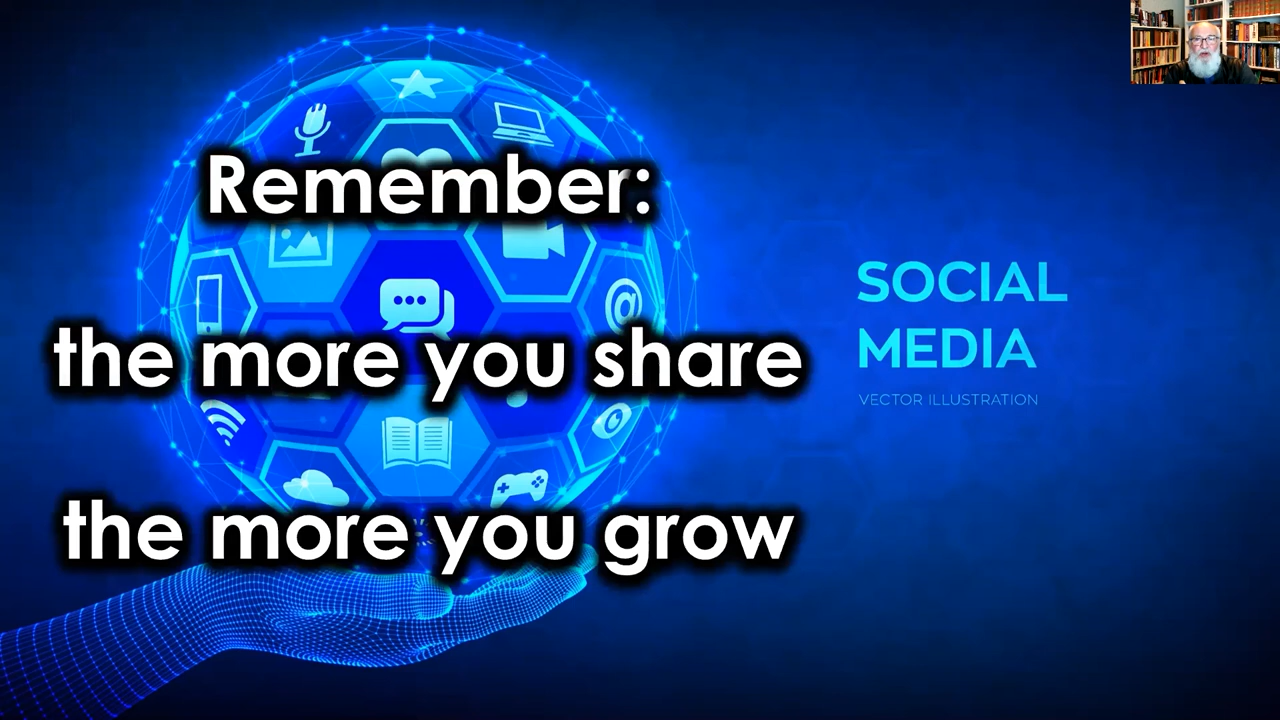 Remember:
the more you share
the more you grow
SOCIAL
MEDIA
VECTOR ILLUSTRATION